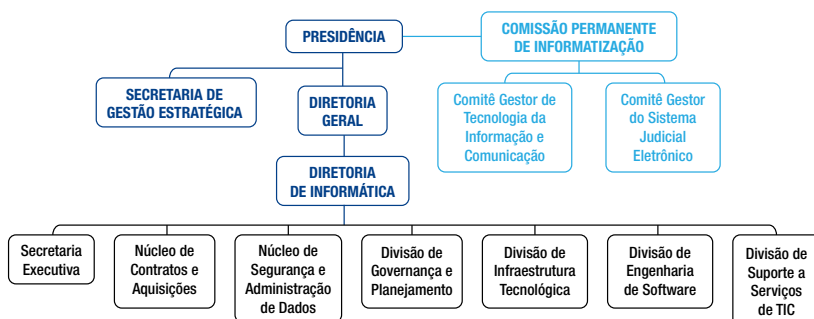 PRESIDÊNCIA
COMISSÃO PERMANENTE
DE INFORMATIZAÇÃO
SECRETARIA DE
GESTÃO ESTRATÉGICA
DIRETORIA
GERAL
Comitê Gestor de
Tecnologia da
Informação e
Comunicação
Comitê Gestor
do Sistema
Judicial
Eletrônico
DIRETORIA
DE INFORMÁTICA
Secretaria
Executiva
Núcleo de
Contratos e
Aquisições
Núcleo de
Segurança e
Administração
de Dados
Divisão de
Governança e
Planejamento
Divisão de
Infraestrutura
Tecnológica
Divisão de
Engenharia
de Software
Divisão de
Suporte a
Serviços
de TIC